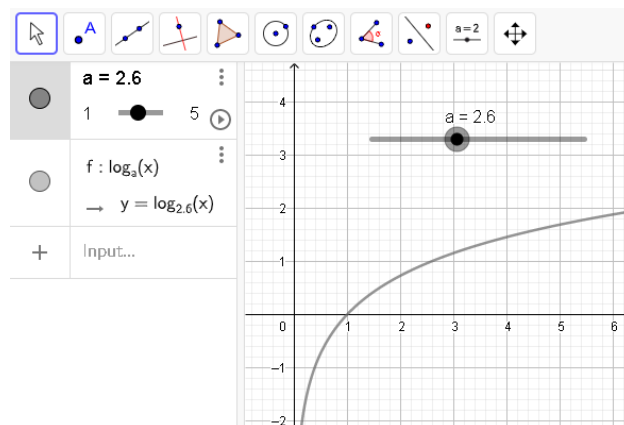 A
a=2
a = 2.6
1
5
f : logₐ(x)
→ y = log₂.₆(x)
+ Input...
a = 2.6
4
3
2
1
0
1
2
3
4
5
6
−1
−2